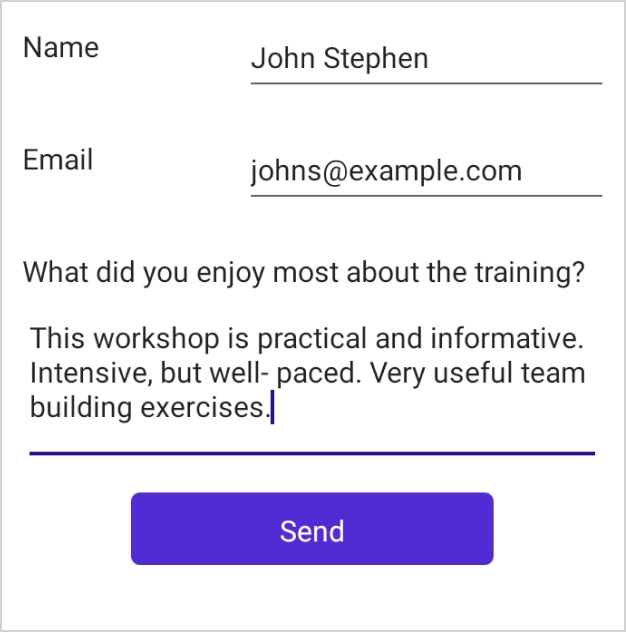 Name
John Stephen
Email
johns@example.com
What did you enjoy most about the training?
This workshop is practical and informative.
Intensive, but well- paced. Very useful team
building exercises.
Send